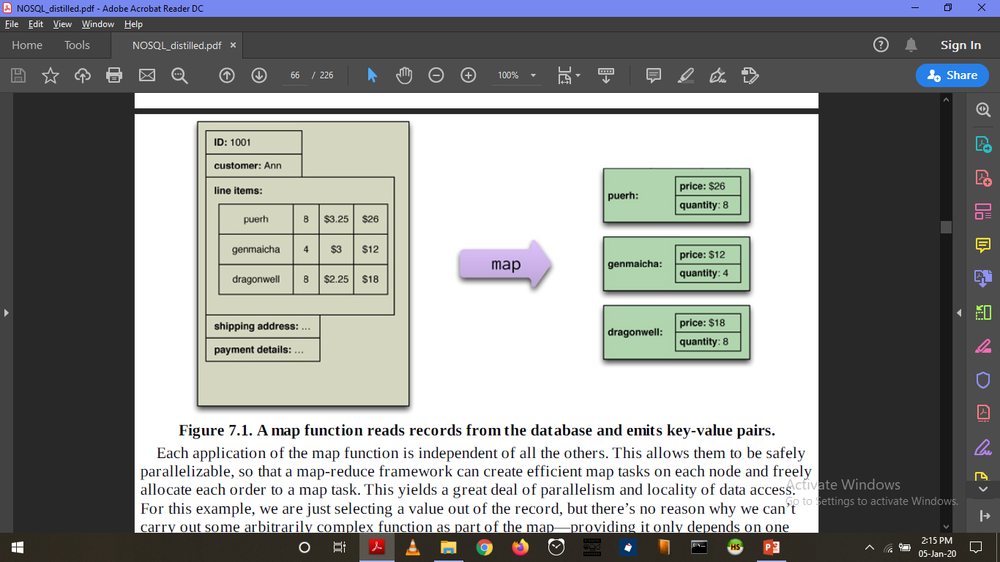 NOSQL_distilled.pdf - Adobe Acrobat Reader DC
File Edit View Window Help
Home Tools NOSQL_distilled.pdf × Sign In
66 / 226 100% Share
ID: 1001
customer: Ann
line items:
puerh 8 $3.25 $26
genmaicha 4 $3 $12
dragonwell 8 $2.25 $18
shipping address: ...
payment details: ...
map
puerh: price: $26
quantity: 8
genmaicha: price: $12
quantity: 4
dragonwell: price: $18
quantity: 8
Figure 7.1. A map function reads records from the database and emits key-value pairs.
Each application of the map function is independent of all the others. This allows them to be safely
parallelizable, so that a map-reduce framework can create efficient map tasks on each node and freely
allocate each order to a map task. This yields a great deal of parallelism and locality of data access.
For this example, we are just selecting a value out of the record, but there's no reason why we can't
carry out some arbitrarily complex function as part of the map—providing it only depends on one
Activate Windows
Go to Settings to activate Windows.
HS
2:15 PM
05-Jan-20